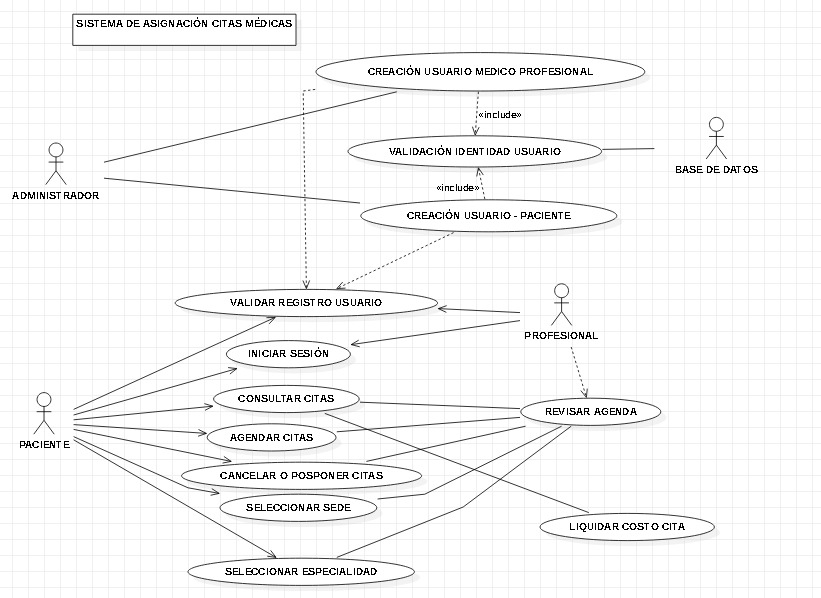 SISTEMA DE ASIGNACIÓN CITAS MÉDICAS
CREACIÓN USUARIO MEDICO PROFESIONAL
«include»
VALIDACIÓN IDENTIDAD USUARIO
BASE DE DATOS
ADMINISTRADOR
«include»
CREACIÓN USUARIO - PACIENTE
VALIDAR REGISTRO USUARIO
PROFESIONAL
INICIAR SESIÓN
CONSULTAR CITAS
REVISAR AGENDA
AGENDAR CITAS
PACIENTE
CANCELAR O POSPONER CITAS
SELECCIONAR SEDE
LIQUIDAR COSTO CITA
SELECCIONAR ESPECIALIDAD